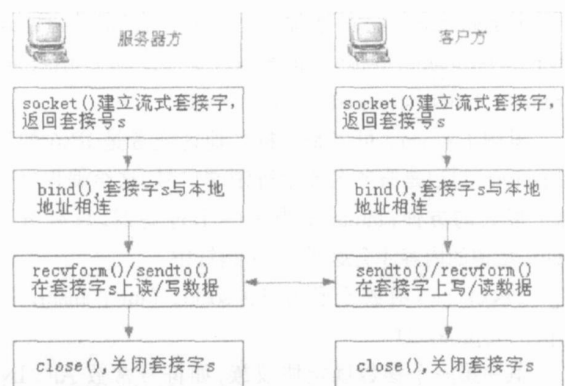 服务器方
客户方
socket()建立流式套接字，
返回套接号s
socket()建立流式套接字，
返回套接号s
bind(),套接字s与本地
地址相连
bind(),套接字s与本地
地址相连
recvform()/sendto()
在套接字s上读/写数据
sendto()/recvform()
在套接字上写/读数据
close(),关闭套接字s
close(),关闭套接字s